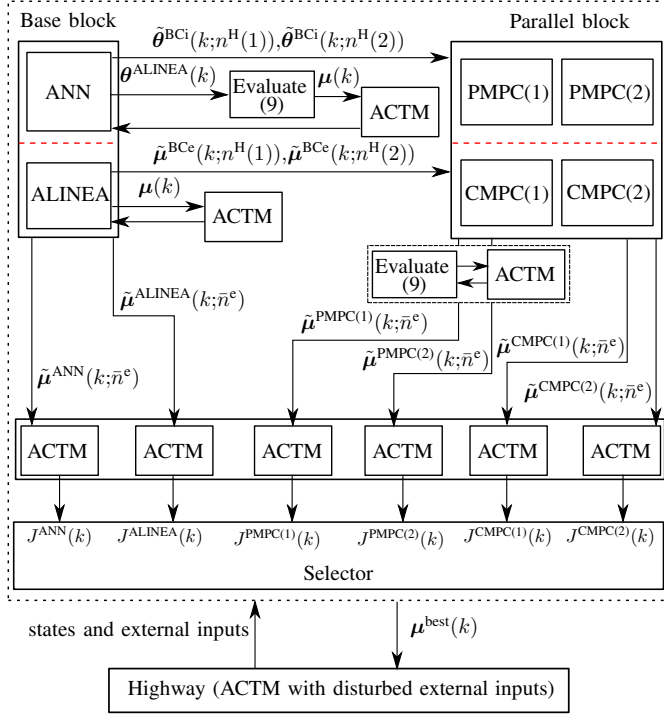 Base block
Parallel block
θ̃^BCi(k;n^H(1)),θ̃^BCi(k;n^H(2))
ANN
θ^ALINEA(k)
Evaluate
(9)
μ(k)
ACTM
PMPC(1)
PMPC(2)
μ̃^BCe(k;n^H(1)),μ̃^BCe(k;n^H(2))
ALINEA
μ(k)
ACTM
CMPC(1)
CMPC(2)
Evaluate
(9)
ACTM
μ̃^ALINEA(k;n̄^e)
μ̃^PMPC(1)(k;n̄^e)
μ̃^PMPC(2)(k;n̄^e)
μ̃^CMPC(1)(k;n̄^e)
μ̃^ANN(k;n̄^e)
μ̃^CMPC(2)(k;n̄^e)
ACTM ACTM ACTM ACTM ACTM ACTM
J^ANN(k) J^ALINEA(k) J^PMPC(1)(k) J^PMPC(2)(k) J^CMPC(1)(k) J^CMPC(2)(k)
Selector
states and external inputs
μ^best(k)
Highway (ACTM with disturbed external inputs)